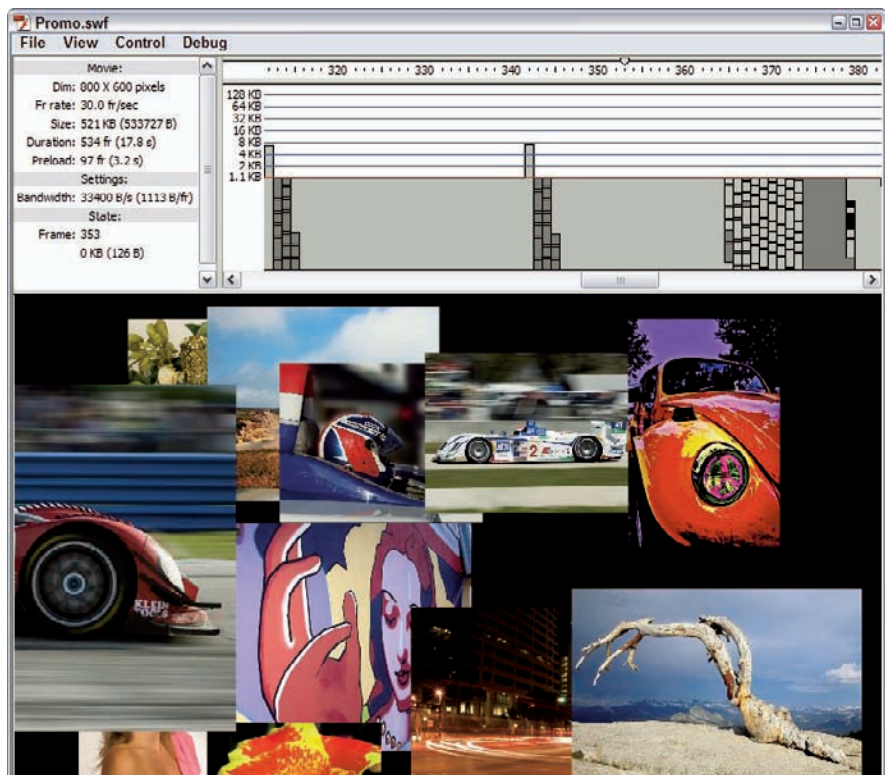 Promo.swf
File View Control Debug
Movie:
Dim: 800 X 600 pixels
Fr rate: 30.0 fr/sec
Size: 521 KB (533727 B)
Duration: 534 fr (17.8 s)
Preload: 97 fr (3.2 s)
Settings:
Bandwidth: 33400 B/s (1113 B/fr)
State:
Frame: 353
0 KB (126 B)
320 330 340 350 360 370 380
128 KB
64 KB
32 KB
16 KB
8 KB
4 KB
2 KB
1.1 KB
2
KLEIN
TOOLS